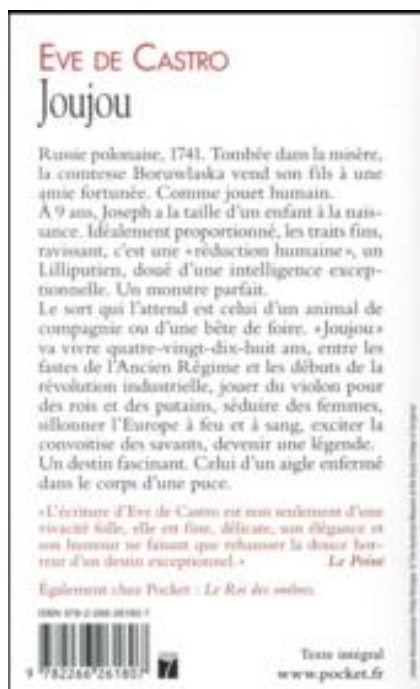 EVE DE CASTRO
Joujou
Russie polonaise, 1741. Tombée dans la misère,
la comtesse Boruwlaska vend son fils à une
amie fortunée. Comme jouet humain.
À 9 ans, Joseph a la taille d'un enfant à la nais-
sance. Idéalement proportionné, les traits fins,
ravissant, c'est une «réduction humaine», un
Lilliputien, doué d'une intelligence excep-
tionnelle. Un monstre parfait.
Le sort qui l'attend est celui d'un animal de
compagnie ou d'une bête de foire. «Joujou»
va vivre quatre-vingt-dix-huit ans, entre les
fastes de l'Ancien Régime et les débuts de la
révolution industrielle, jouer du violon pour
des rois et des putains, séduire des femmes,
sillonner l'Europe à feu et à sang, exciter la
convoitise des savants, devenir une légende.
Un destin fascinant. Celui d'un aigle enfermé
dans le corps d'une puce.
«L'écriture d'Eve de Castro est non seulement d'une
vivacité folle, elle est fine, délicate, son élégance et
son humour ne faisant que rehausser la douce hor-
reur d'un destin exceptionnel.» Le Point
Également chez Pocket : Le Roi des ombres.
9 782266 261807
Texte intégral
www.pocket.fr